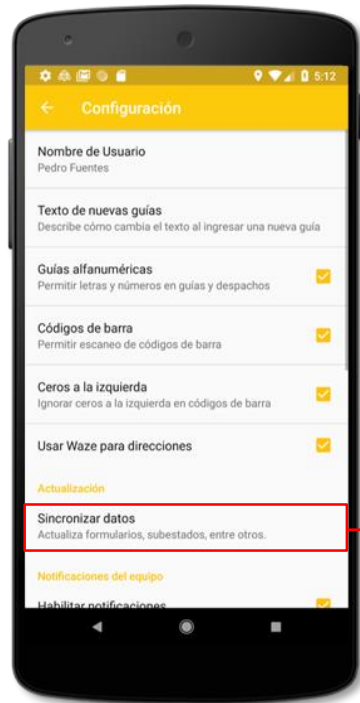 5:12
Configuración
Nombre de Usuario
Pedro Fuentes
Texto de nuevas guías
Describe cómo cambia el texto al ingresar una nueva guía
Guías alfanuméricas
Permitir letras y números en guías y despachos
Códigos de barra
Permitir escaneo de códigos de barra
Ceros a la izquierda
Ignorar ceros a la izquierda en códigos de barra
Usar Waze para direcciones
Actualización
Sincronizar datos
Actualiza formularios, subestados, entre otros.
Notificaciones del equipo
Habilitar notificaciones